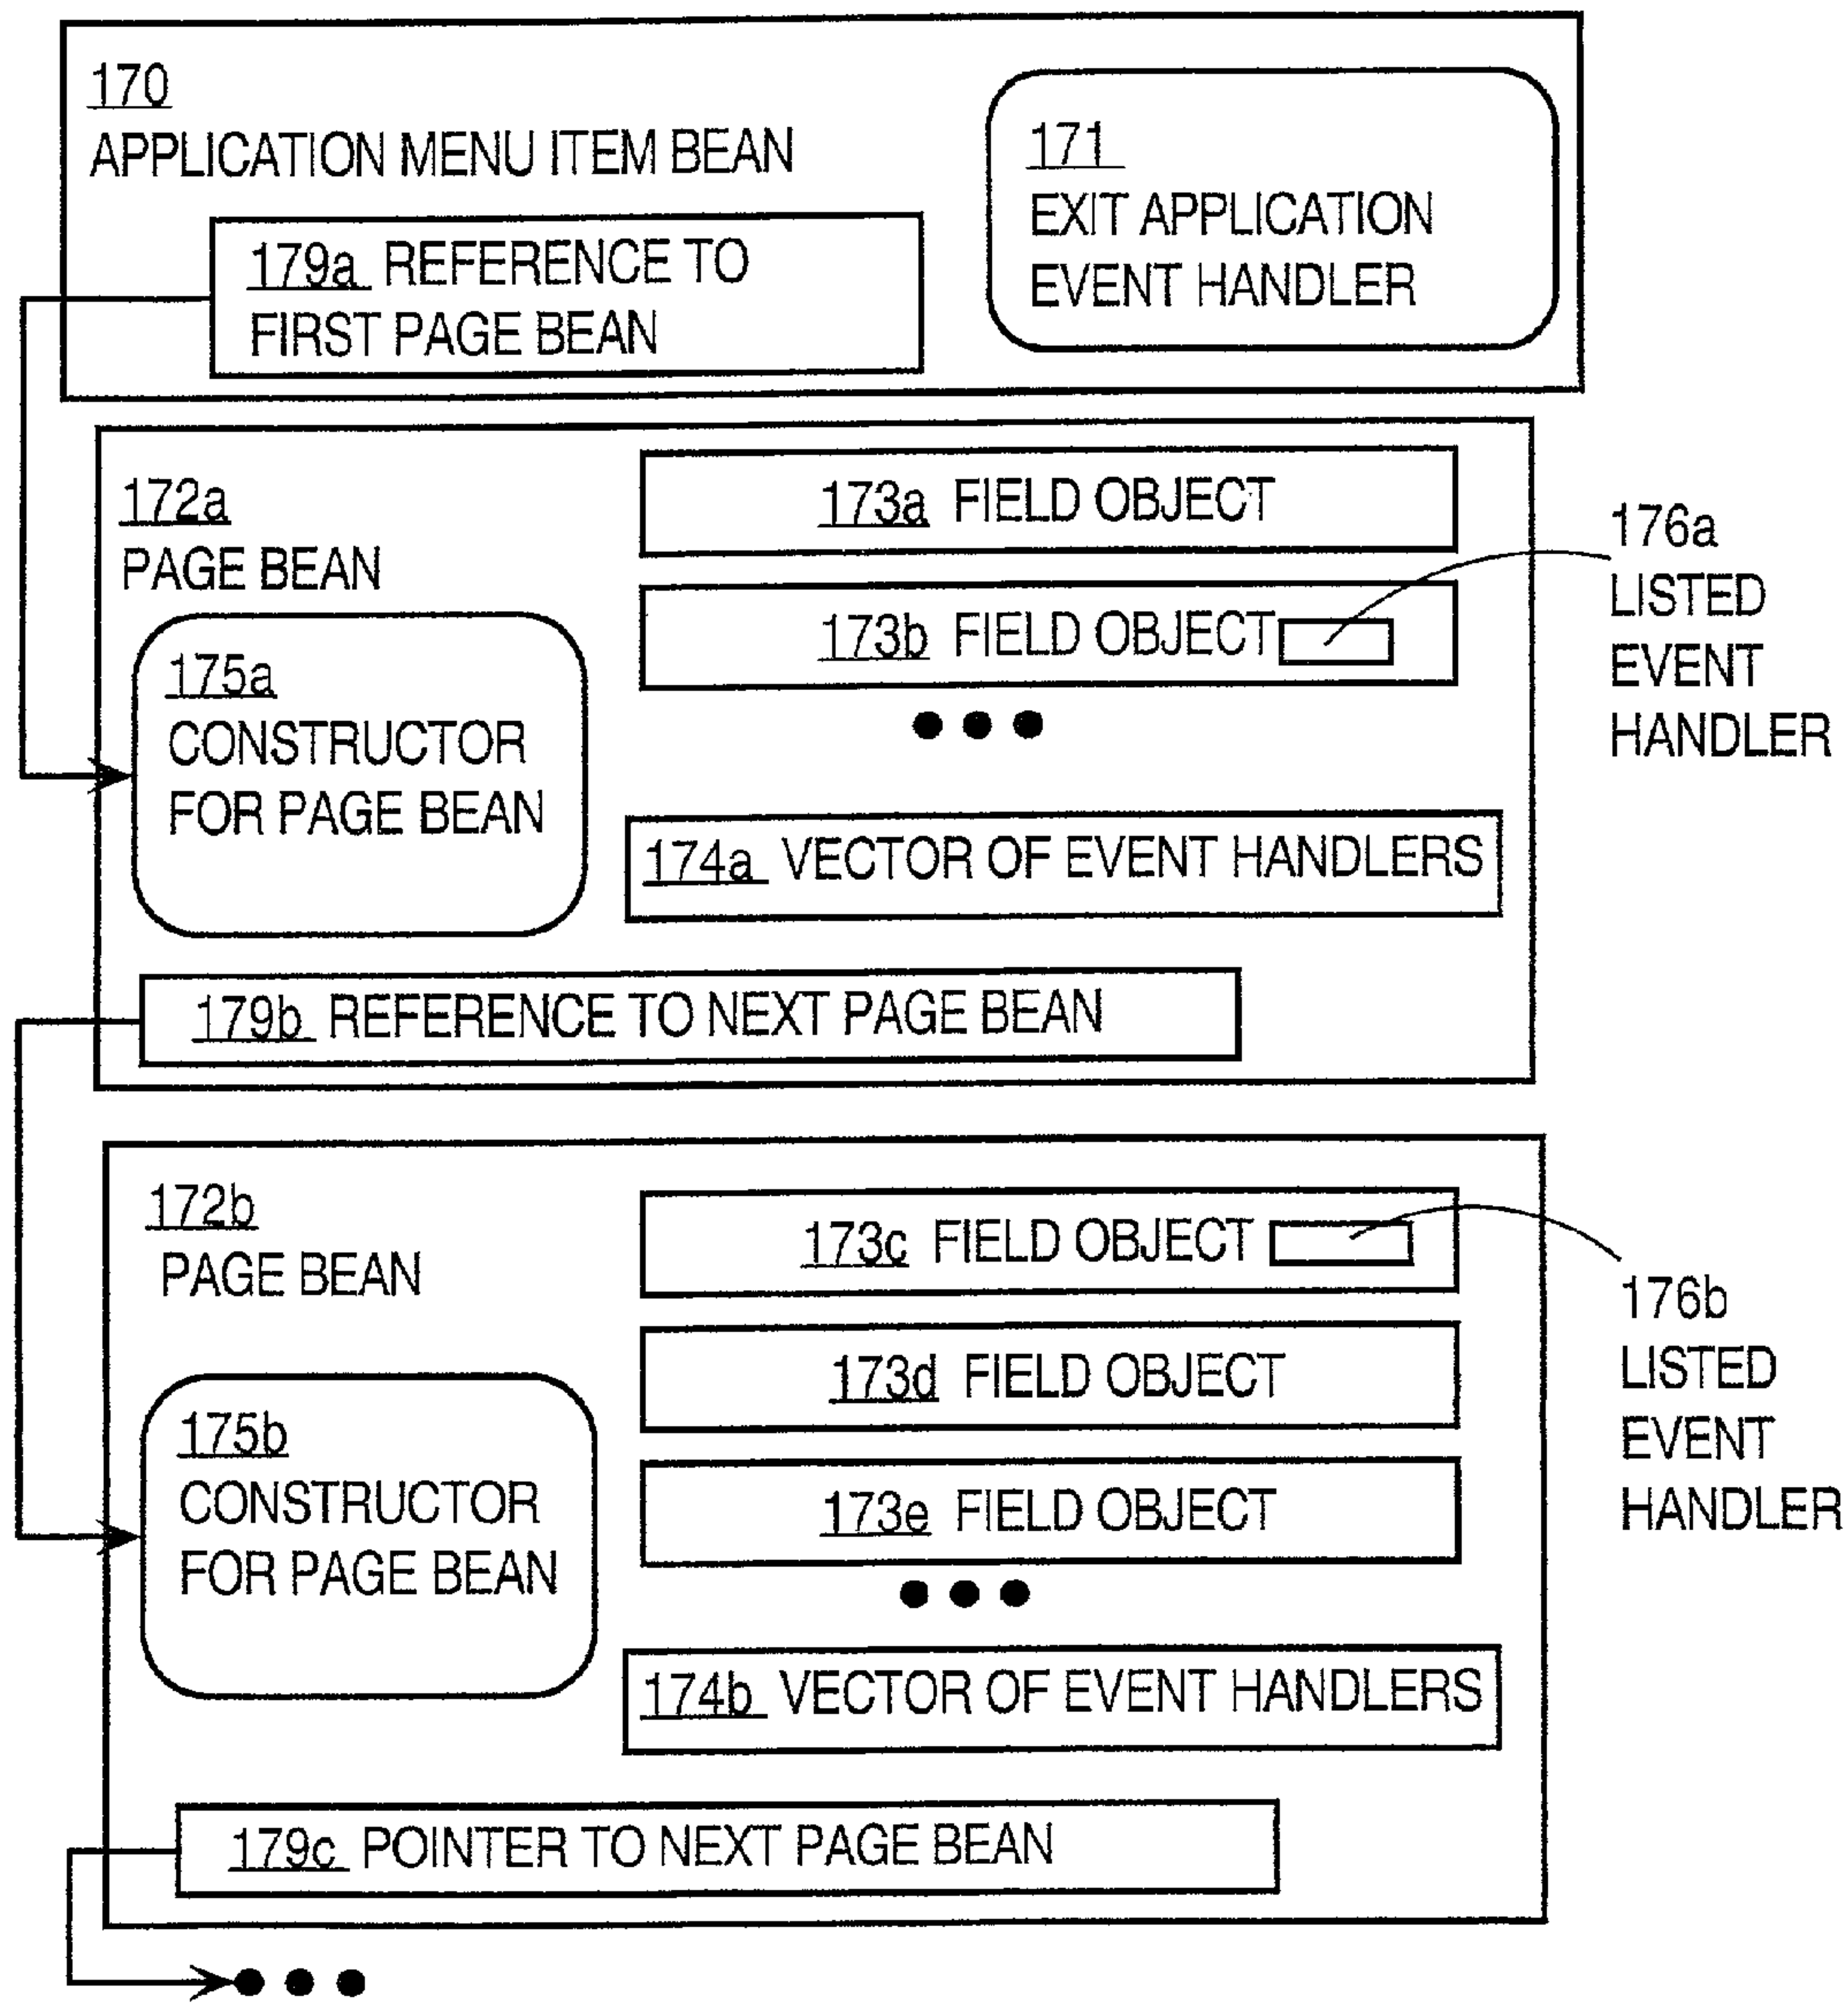 170
APPLICATION MENU ITEM BEAN
179a REFERENCE TO
FIRST PAGE BEAN
171
EXIT APPLICATION
EVENT HANDLER
172a
PAGE BEAN
175a
CONSTRUCTOR
FOR PAGE BEAN
173a FIELD OBJECT
173b FIELD OBJECT
174a VECTOR OF EVENT HANDLERS
179b REFERENCE TO NEXT PAGE BEAN
176a
LISTED
EVENT
HANDLER
172b
PAGE BEAN
175b
CONSTRUCTOR
FOR PAGE BEAN
173c FIELD OBJECT
173d FIELD OBJECT
173e FIELD OBJECT
174b VECTOR OF EVENT HANDLERS
179c POINTER TO NEXT PAGE BEAN
176b
LISTED
EVENT
HANDLER